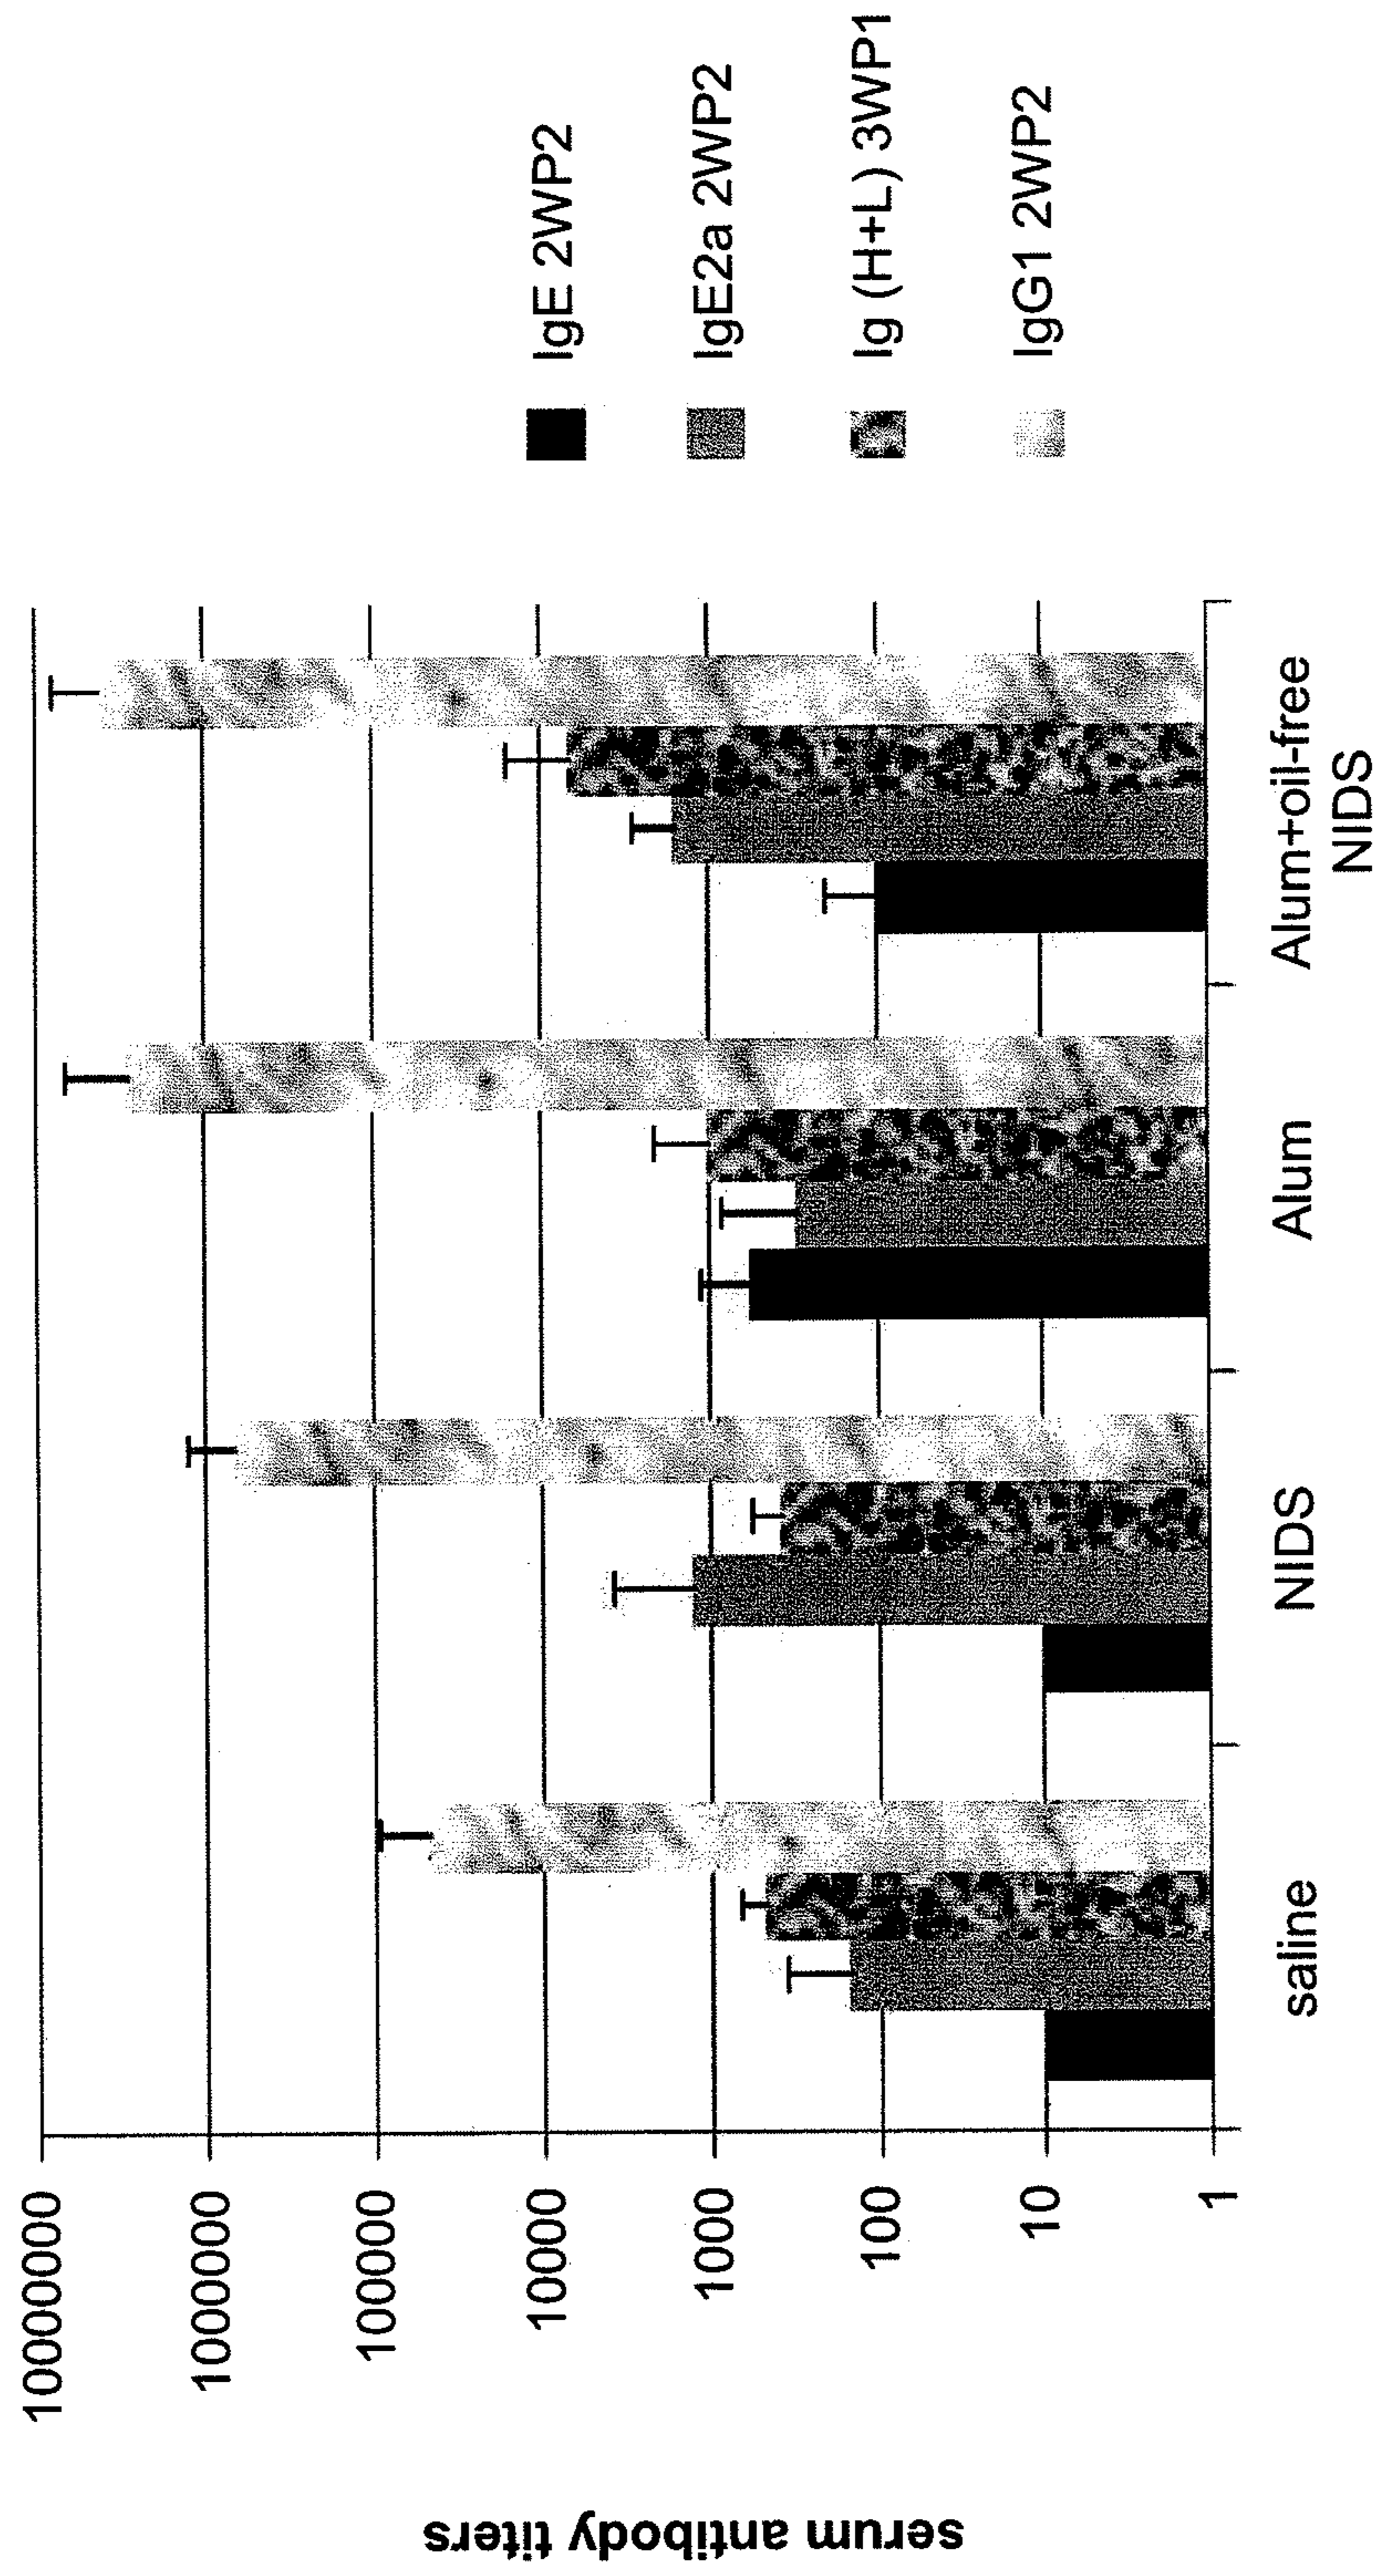 serum antibody titers
10000000
1000000
100000
10000
1000
100
10
1
saline
NIDS
Alum
Alum+oil-free
NIDS
IgE 2WP2
IgE2a 2WP2
Ig (H+L) 3WP1
IgG1 2WP2